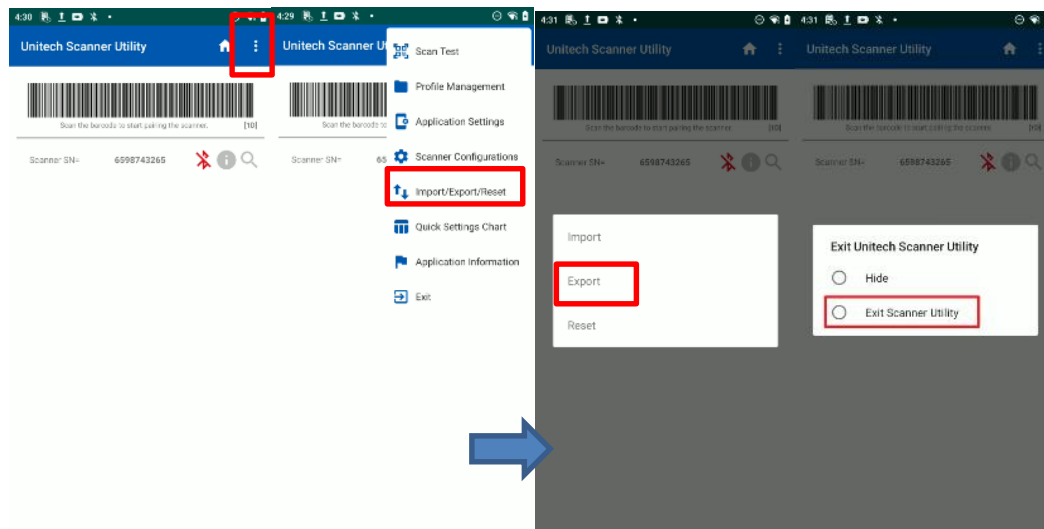 4:30
Unitech Scanner Utility
Scan the barcode to start pairing the scanner. [10]
Scanner SN= 6598743265
4:29
Unitech Scanner Ut
Scan the barcode to
Scanner SN= 65
Scan Test
Profile Management
Application Settings
Scanner Configurations
Import/Export/Reset
Quick Settings Chart
Application Information
Exit
4:31
Unitech Scanner Utility
Scan the barcode to start pairing the scanner. [10]
Scanner SN= 6598743265
Import
Export
Reset
4:31
Unitech Scanner Utility
Scan the barcode to start pairing the scanner. [10]
Scanner SN= 6598743265
Exit Unitech Scanner Utility
Hide
Exit Scanner Utility